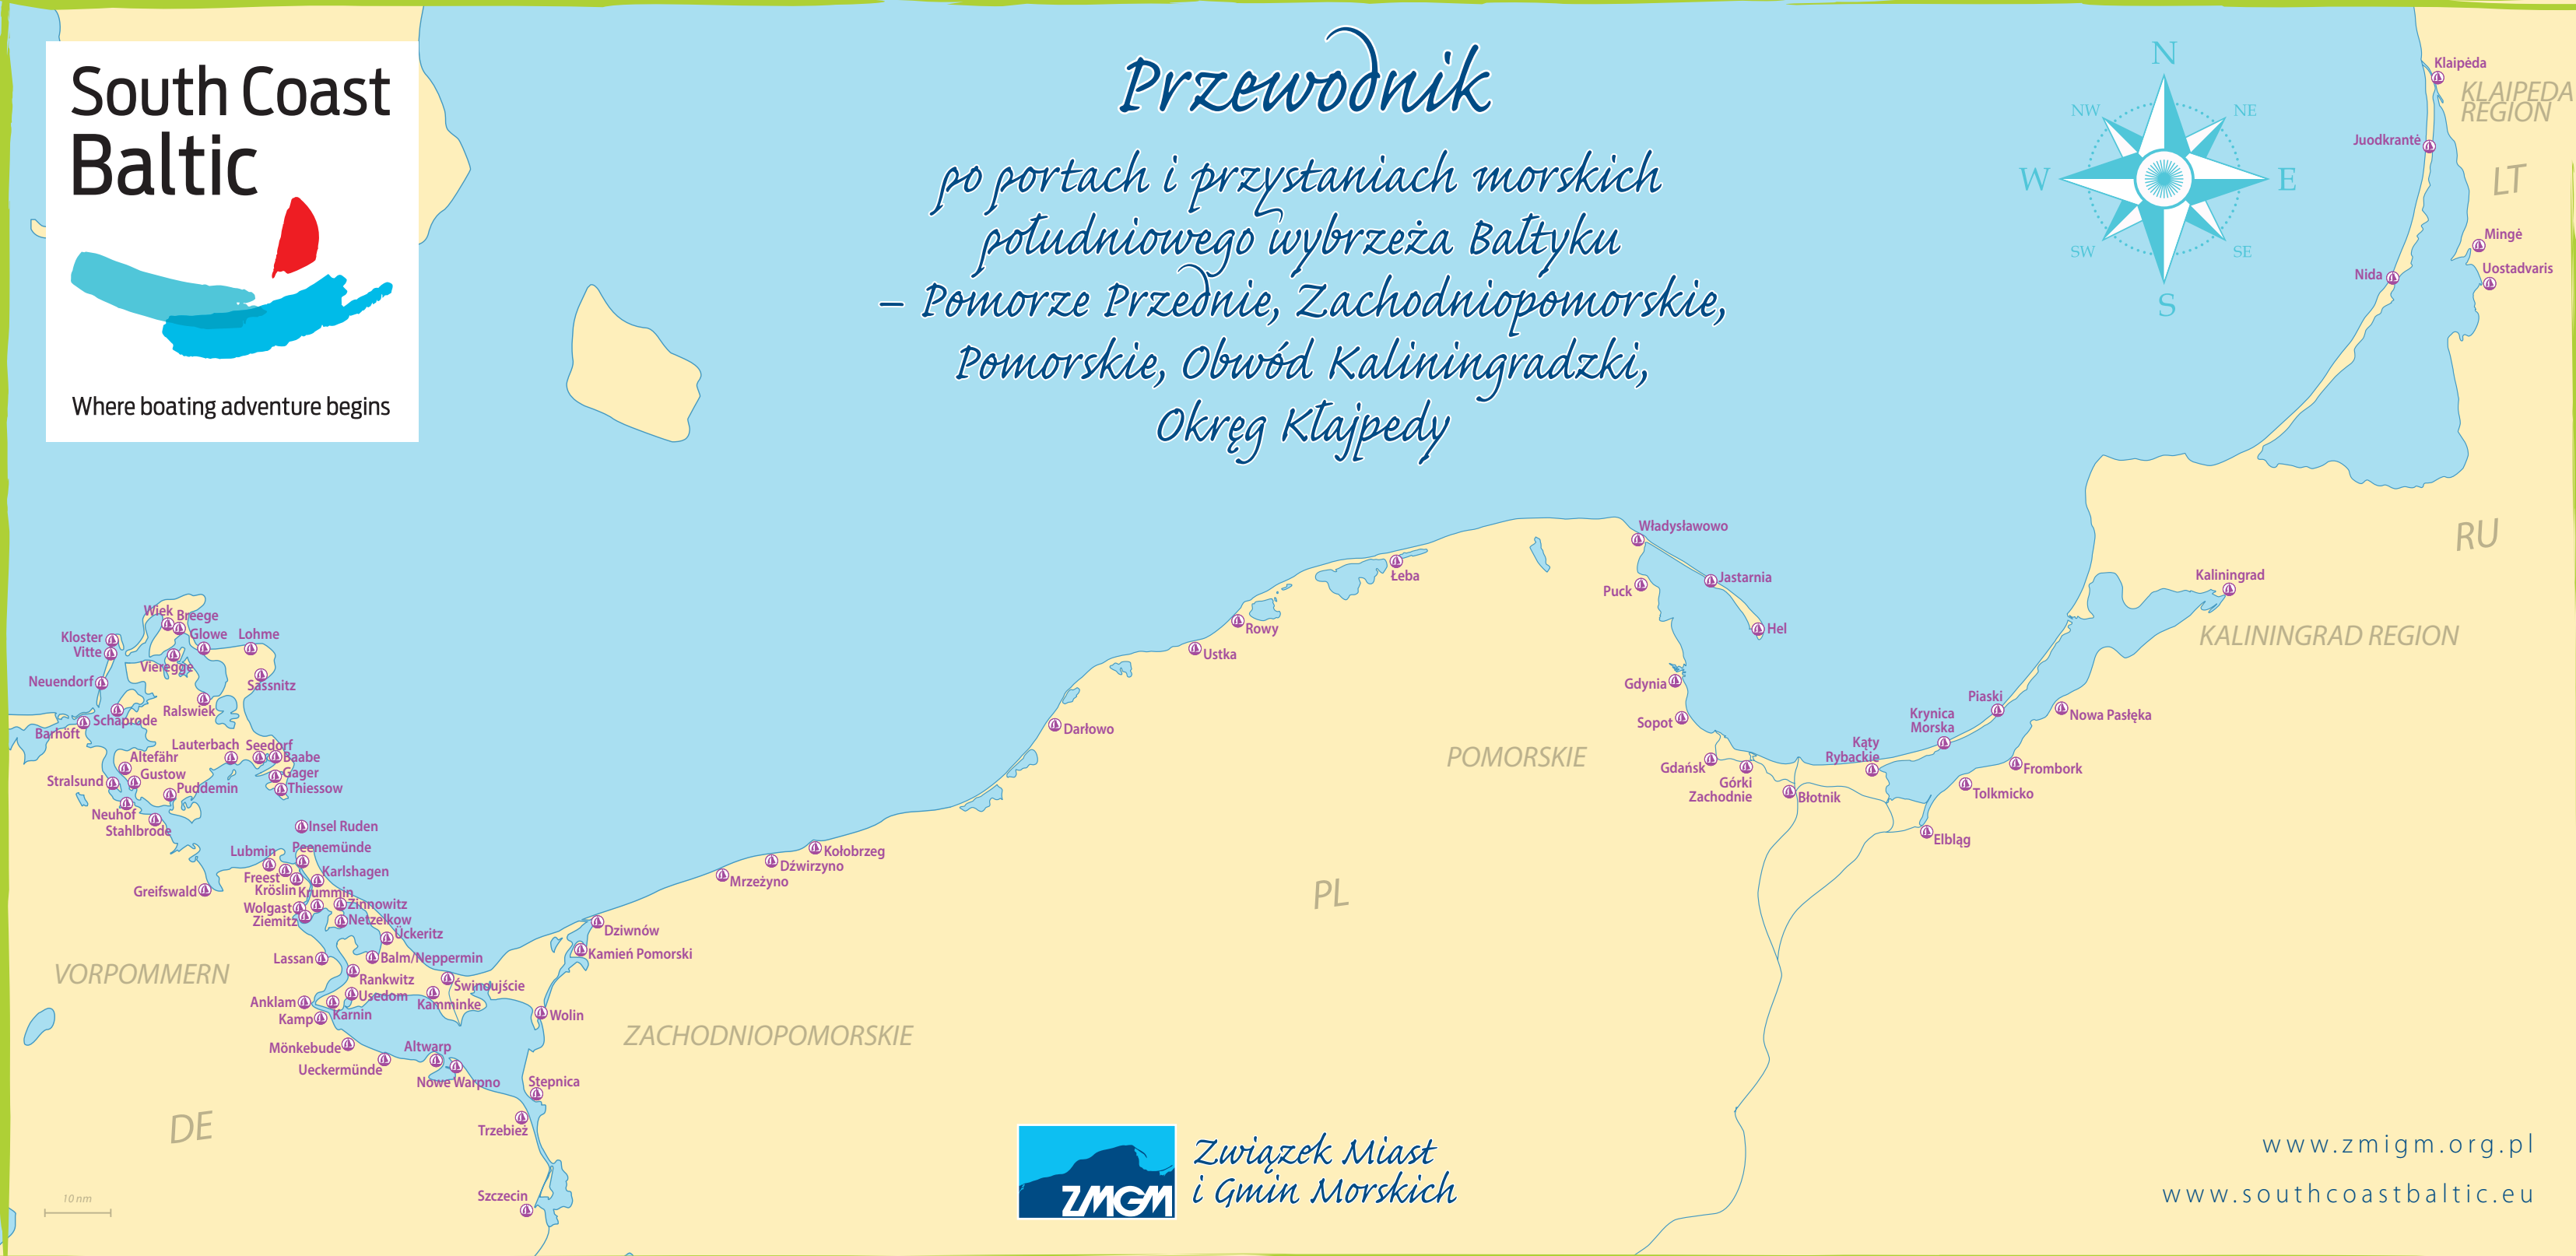 South Coast
Baltic
Where boating adventure begins
Przewodnik
po portach i przystaniach morskich
południowego wybrzeża Bałtyku
– Pomorze Przednie, Zachodniopomorskie,
Pomorskie, Obwód Kaliningradzki,
Okręg Kłajpedy
N
NW
NE
W
E
SW
SE
S
Klaipėda
KLAIPEDA
REGION
Juodkrantė
LT
Mingė
Uostadvaris
Nida
RU
Kaliningrad
KALININGRAD REGION
Władysławowo
Łeba
Jastarnia
Puck
Hel
Rowy
Ustka
Gdynia
Sopot
Darłowo
POMORSKIE
Gdańsk
Górki
Zachodnie
Błotnik
Kąty
Rybackie
Krynica
Morska
Piaski
Nowa Pasłęka
Frombork
Tolkmicko
Elbląg
Wiek
Breege
Kloster
Glowe
Lohme
Vitte
Vieregge
Neuendorf
Sassnitz
Ralswiek
Schaprode
Barhöft
Lauterbach
Seedorf
Altefähr
Baabe
Gustow
Gager
Stralsund
Puddemin
Thiessow
Neuhof
Stahlbrode
Insel Ruden
Lubmin
Peenemünde
Freest
Karlshagen
Greifswald
Kröslin
Krummin
Wolgast
Zinnowitz
Ziemitz
Netzelkow
Ückeritz
Lassan
Balm/Neppermin
Rankwitz
Świnoujście
Usedom
Anklam
Kamminke
Karnin
Kamp
Mönkebude
Altwarp
Ueckermünde
Nowe Warpno
Kołobrzeg
Dźwirzyno
Mrzeżyno
Dziwnów
Kamień Pomorski
Wolin
Stepnica
Trzebież
Szczecin
VORPOMMERN
ZACHODNIOPOMORSKIE
PL
DE
10 nm
ZMGM
Związek Miast
i Gmin Morskich
www.zmigm.org.pl
www.southcoastbaltic.eu